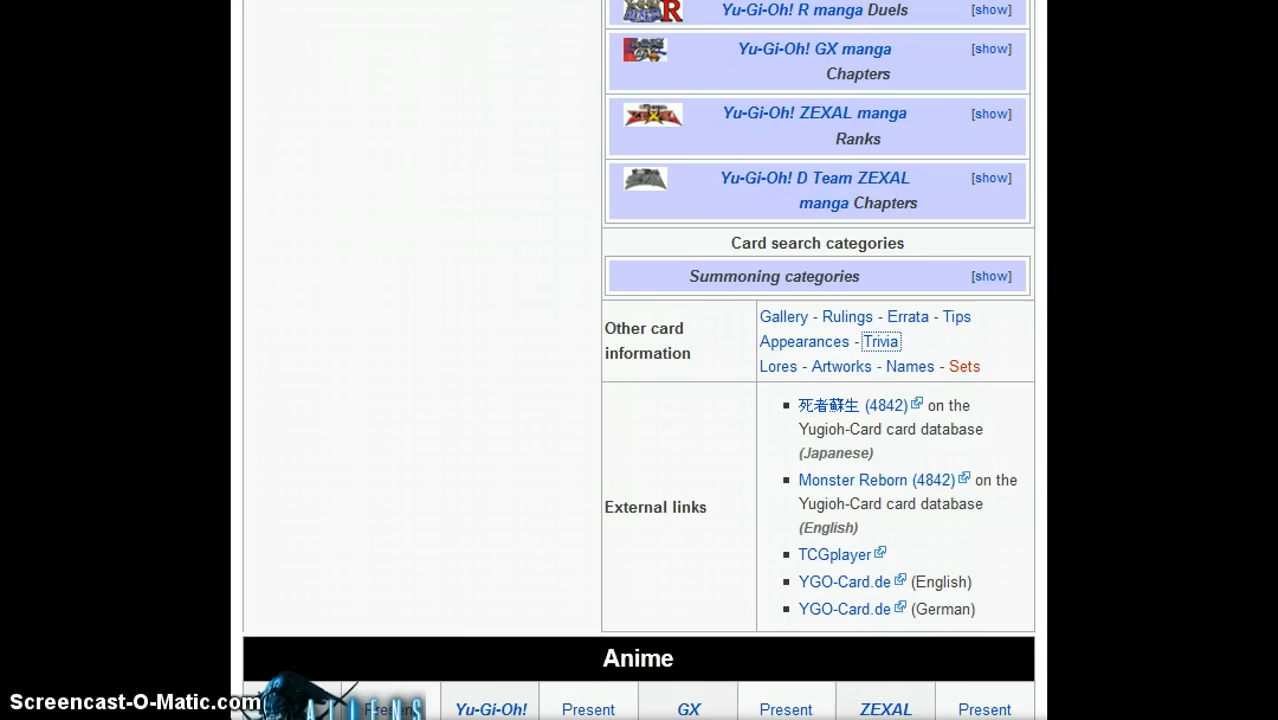 Yu-Gi-Oh! R manga Duels [show]
Yu-Gi-Oh! GX manga [show]
Chapters
Yu-Gi-Oh! ZEXAL manga [show]
Ranks
Yu-Gi-Oh! D Team ZEXAL [show]
manga Chapters
Card search categories
Summoning categories [show]
Other card
information
Gallery - Rulings - Errata - Tips
Appearances - Trivia
Lores - Artworks - Names - Sets
External links
死者蘇生 (4842) on the
Yugioh-Card card database
(Japanese)
Monster Reborn (4842) on the
Yugioh-Card card database
(English)
TCGplayer
YGO-Card.de (English)
YGO-Card.de (German)
Anime
Present Yu-Gi-Oh! Present GX Present ZEXAL Present
ALIENS
Screencast-O-Matic.com